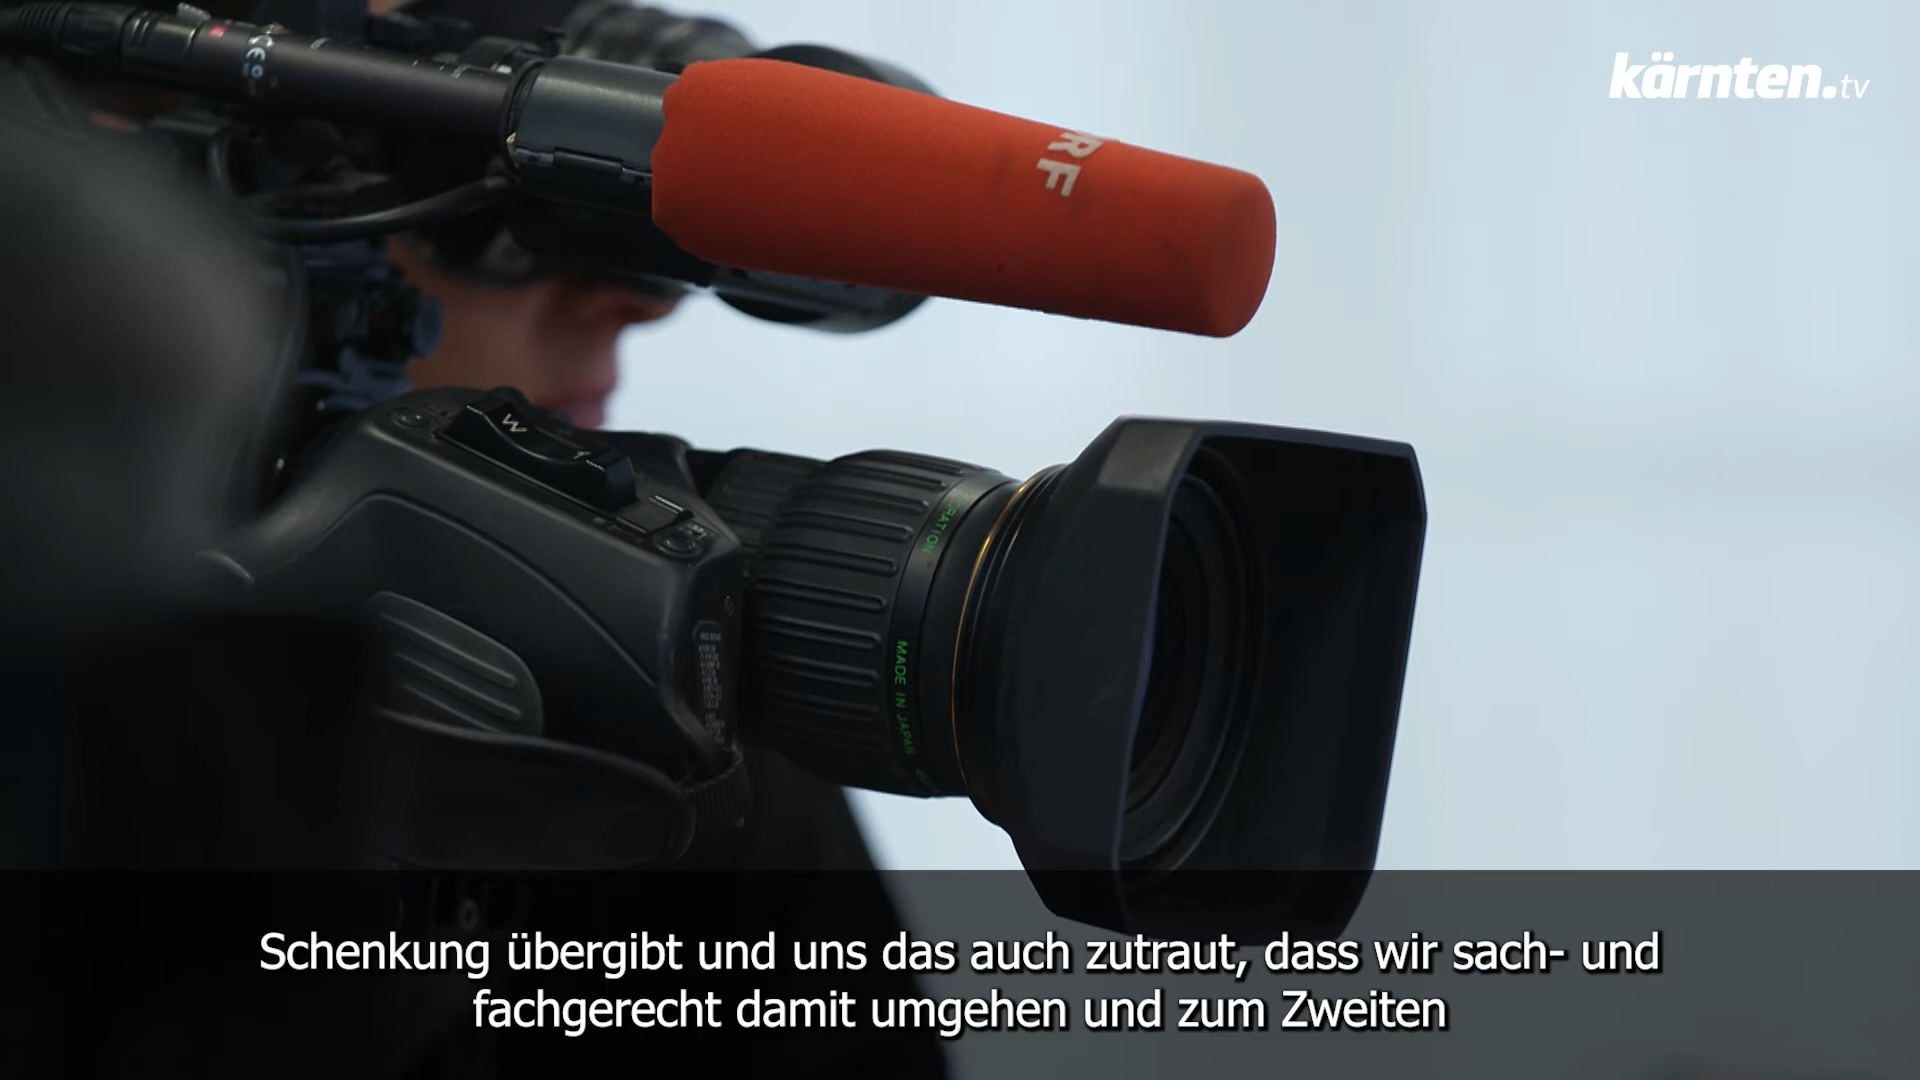 kärnten.tv
RF
W
MADE IN JAPAN
Schenkung übergibt und uns das auch zutraut, dass wir sach- und
fachgerecht damit umgehen und zum Zweiten